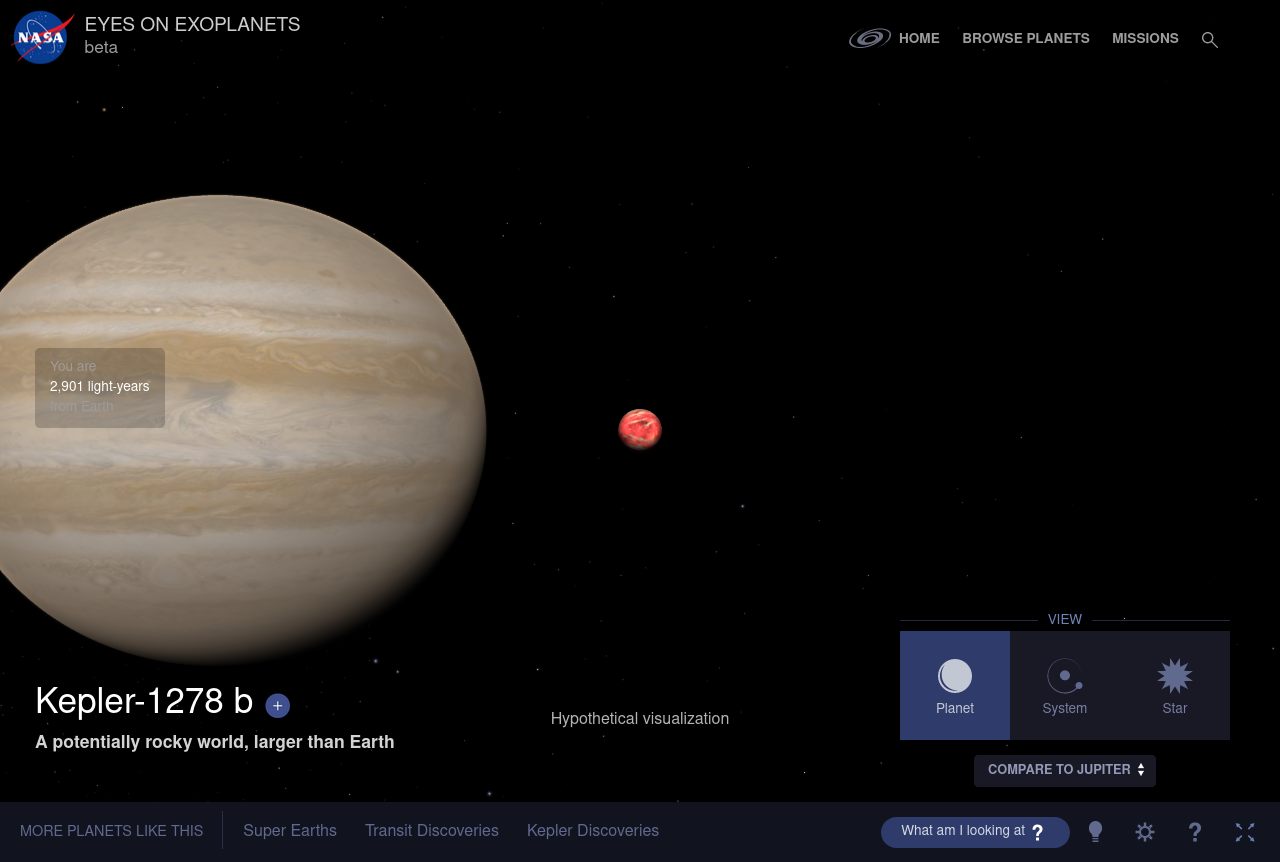 NASA
EYES ON EXOPLANETS
beta
HOME
BROWSE PLANETS
MISSIONS
You are
2,901 light-years
from Earth
Kepler-1278 b +
A potentially rocky world, larger than Earth
Hypothetical visualization
VIEW
Planet
System
Star
COMPARE TO JUPITER
MORE PLANETS LIKE THIS
Super Earths
Transit Discoveries
Kepler Discoveries
What am I looking at ?
?